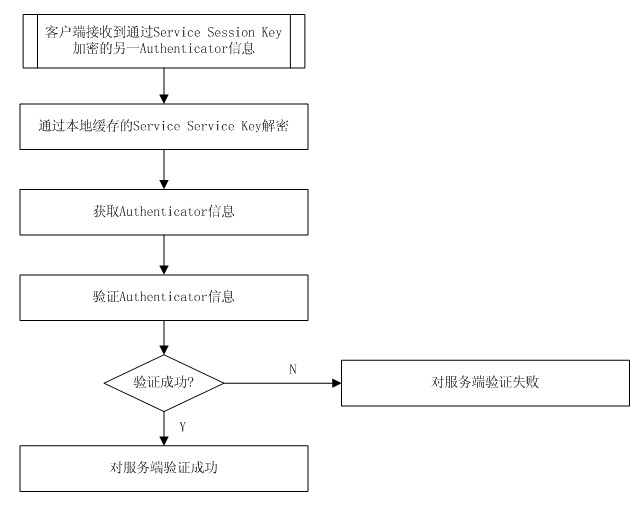 客户端接收到通过Service Session Key
加密的另一Authenticator信息
通过本地缓存的Service Service Key解密
获取Authenticator信息
验证Authenticator信息
验证成功?
N
对服务端验证失败
Y
对服务端验证成功